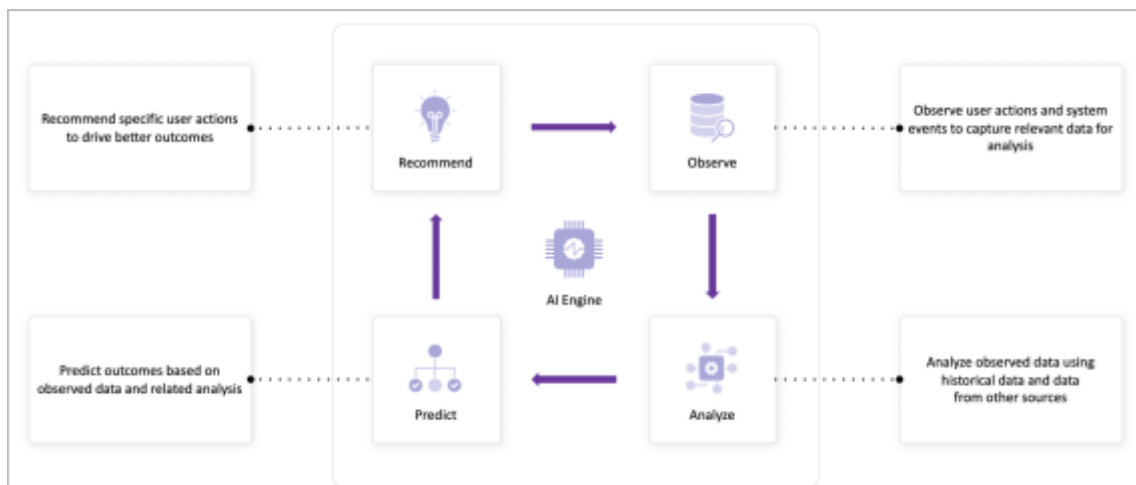 Recommend specific user actions
to drive better outcomes
Recommend
Observe
Observe user actions and system
events to capture relevant data for
analysis
AI Engine
Predict outcomes based on
observed data and related analysis
Predict
Analyze
Analyze observed data using
historical data and data
from other sources